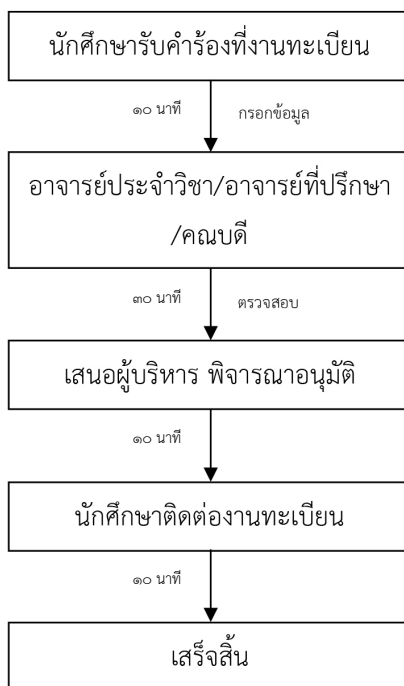 นักศึกษารับคำร้องที่งานทะเบียน
๑๐ นาที กรอกข้อมูล
อาจารย์ประจำวิชา/อาจารย์ที่ปรึกษา
/คณบดี
๓๐ นาที ตรวจสอบ
เสนอผู้บริหาร พิจารณาอนุมัติ
๑๐ นาที
นักศึกษาติดต่องานทะเบียน
๑๐ นาที
เสร็จสิ้น